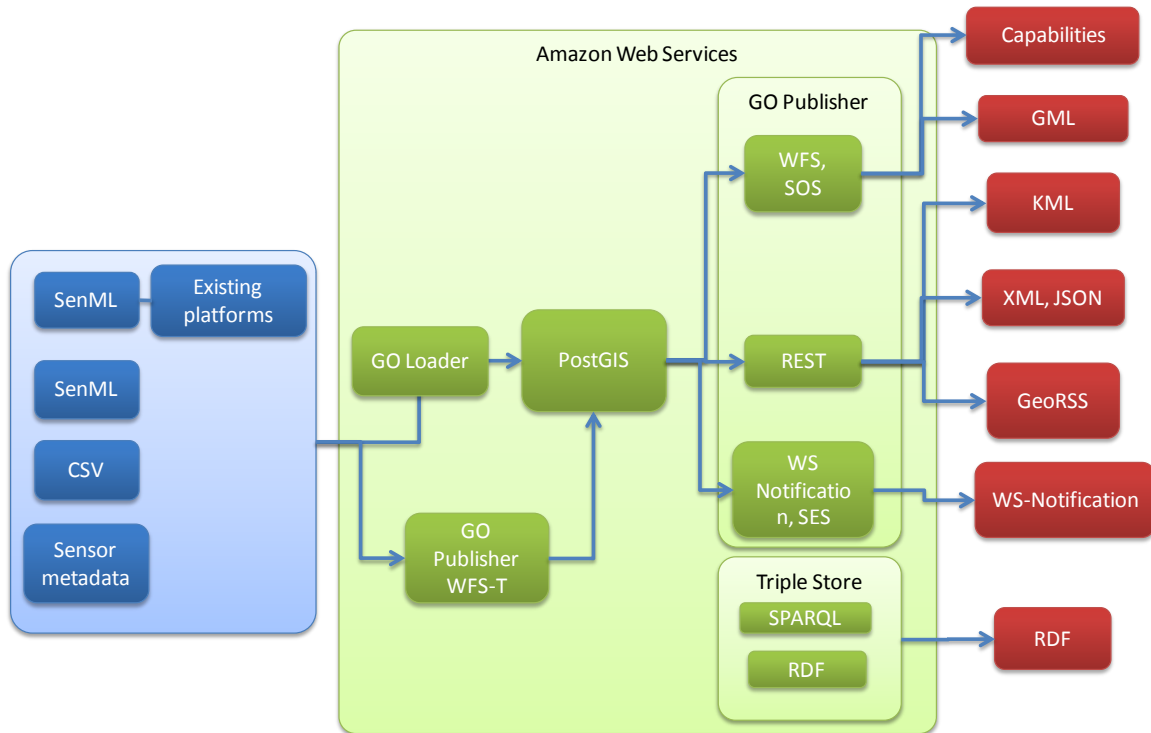 Amazon Web Services
SenML
Existing
platforms
SenML
CSV
Sensor
metadata
GO Loader
GO
Publisher
WFS-T
PostGIS
GO Publisher
WFS,
SOS
REST
WS
Notificatio
n, SES
Triple Store
SPARQL
RDF
Capabilities
GML
KML
XML, JSON
GeoRSS
WS-Notification
RDF